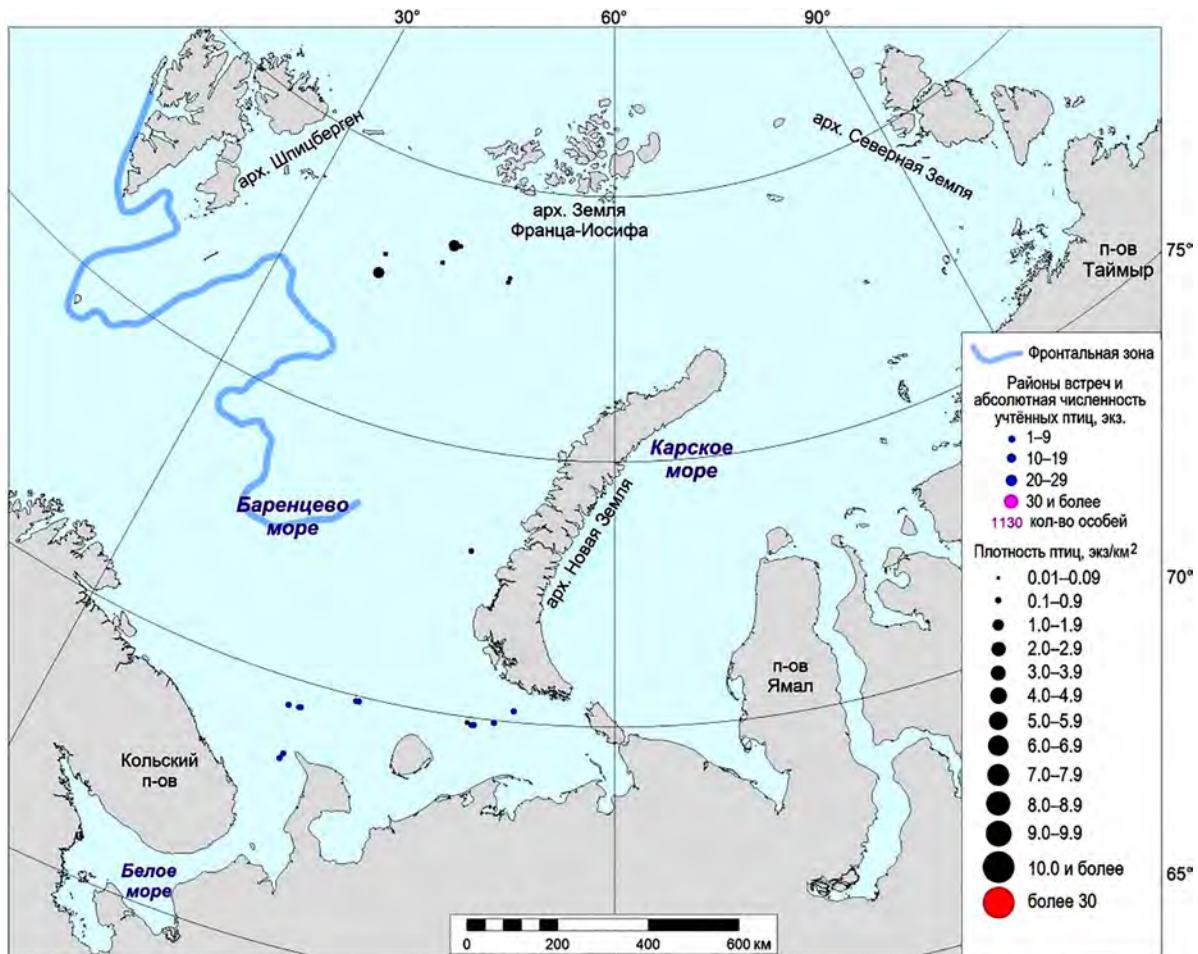 30°
60°
90°
арх. Шпицберген
арх. Земля
Франца-Иосифа
арх. Северная Земля
п-ов
Таймыр
75°
Фронтальная зона
Районы встреч и
абсолютная численность
учтённых птиц, экз.
1–9
10–19
20–29
30 и более
1130 кол-во особей
Плотность птиц, экз/км²
0.01–0.09
0.1–0.9
1.0–1.9
2.0–2.9
3.0–3.9
4.0–4.9
5.0–5.9
6.0–6.9
7.0–7.9
8.0–8.9
9.0–9.9
10.0 и более
более 30
Карское
море
Баренцево
море
арх. Новая Земля
70°
п-ов
Ямал
Кольский
п-ов
Белое
море
65°
0 200 400 600 км